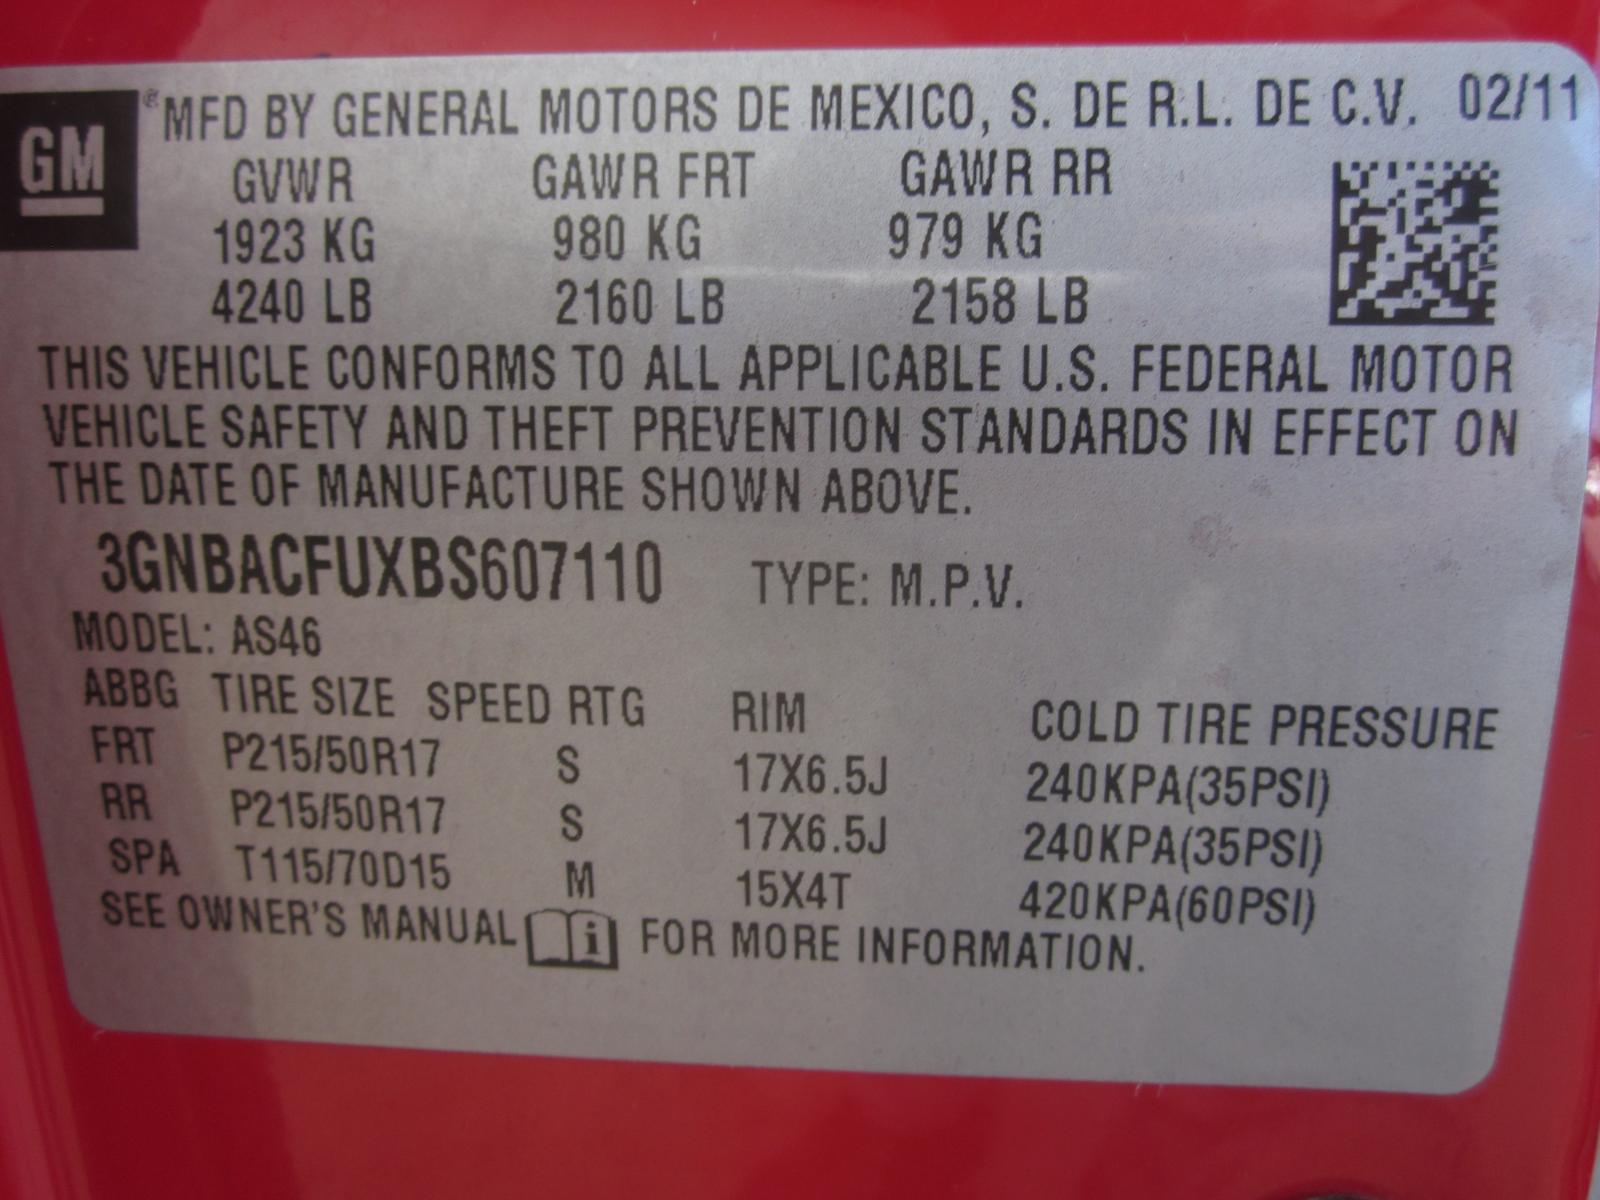 GM ® MFD BY GENERAL MOTORS DE MEXICO, S. DE R.L. DE C.V. 02/11
GVWR GAWR FRT GAWR RR
1923 KG 980 KG 979 KG
4240 LB 2160 LB 2158 LB
THIS VEHICLE CONFORMS TO ALL APPLICABLE U.S. FEDERAL MOTOR
VEHICLE SAFETY AND THEFT PREVENTION STANDARDS IN EFFECT ON
THE DATE OF MANUFACTURE SHOWN ABOVE.
3GNBACFUXBS607110 TYPE: M.P.V.
MODEL: AS46
ABBG TIRE SIZE SPEED RTG RIM COLD TIRE PRESSURE
FRT P215/50R17 S 17X6.5J 240KPA(35PSI)
RR P215/50R17 S 17X6.5J 240KPA(35PSI)
SPA T115/70D15 M 15X4T 420KPA(60PSI)
SEE OWNER'S MANUAL i FOR MORE INFORMATION.